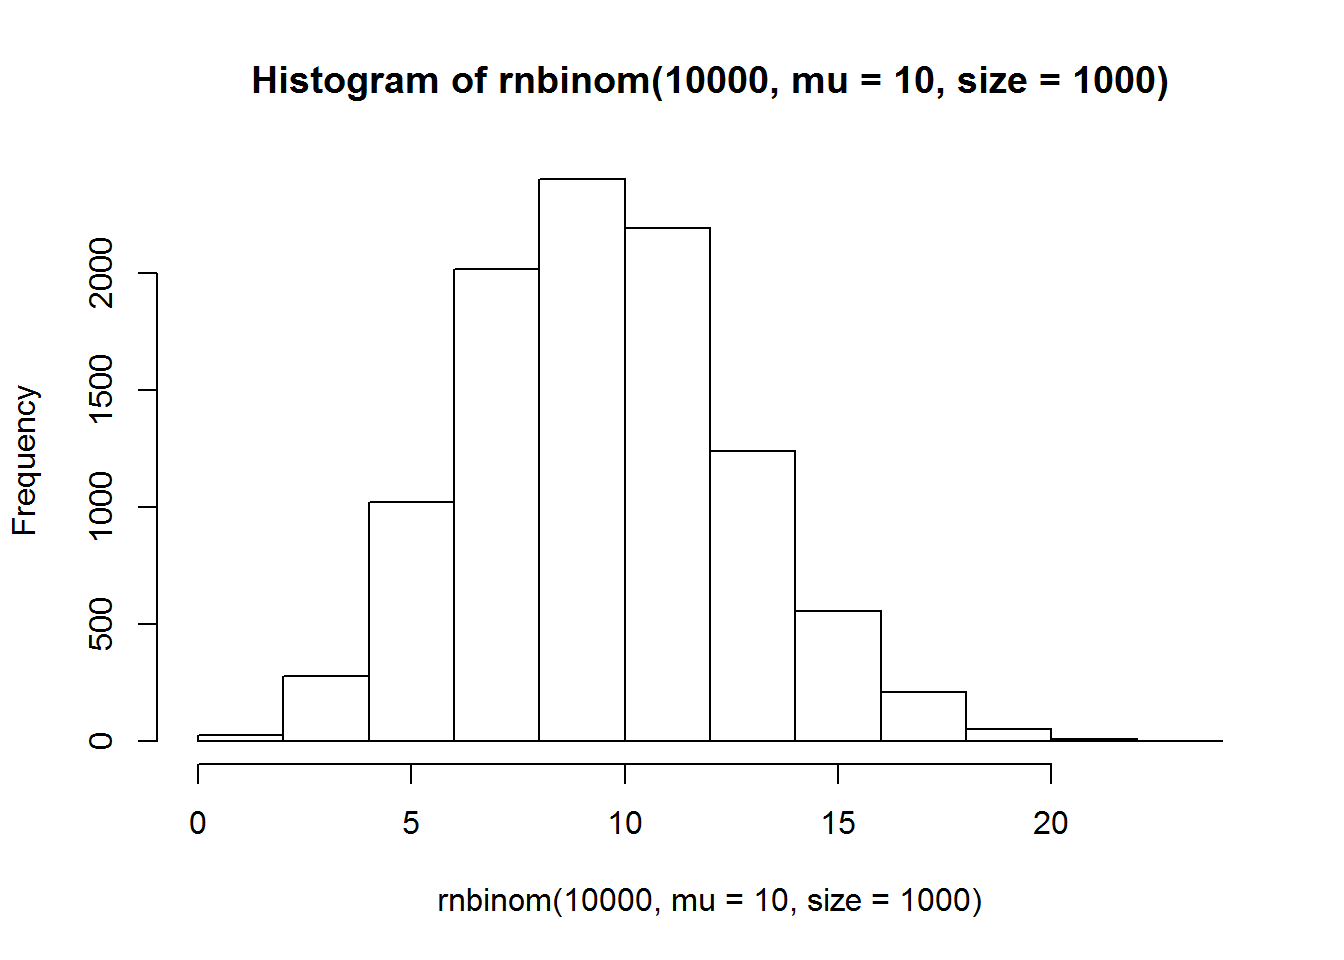 Histogram of rnbinom(10000, mu = 10, size = 1000)
Frequency
2000
1500
1000
500
0
0 5 10 15 20
rnbinom(10000, mu = 10, size = 1000)